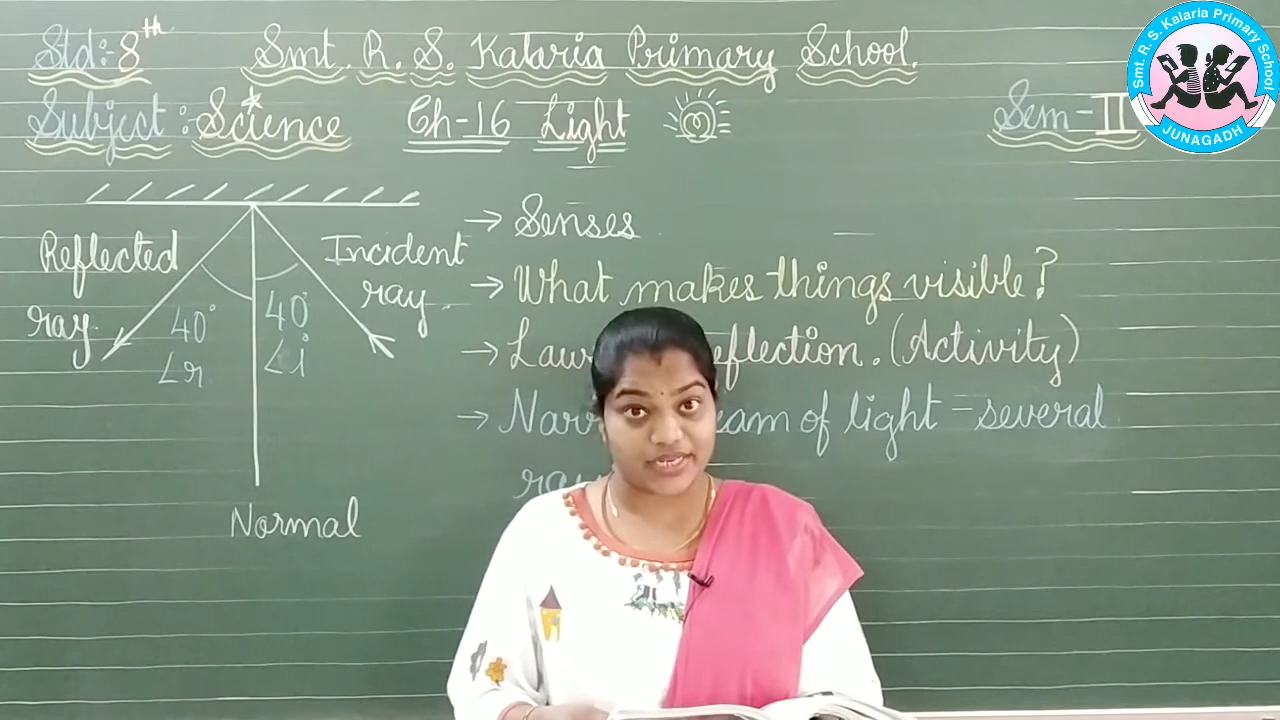 Std:- 8th Smt. R. S. Kalaria Primary School.
Subject :- Science Ch-16 Light Sem-II
Smt. R. S. Kalaria Primary School
JUNAGADH
Reflected
ray
Incident
ray
40°
∠r
40°
∠i
Normal
→ Senses
→ What makes things visible?
→ Law eflection. (Activity)
→ Narr eam of light - several
ra